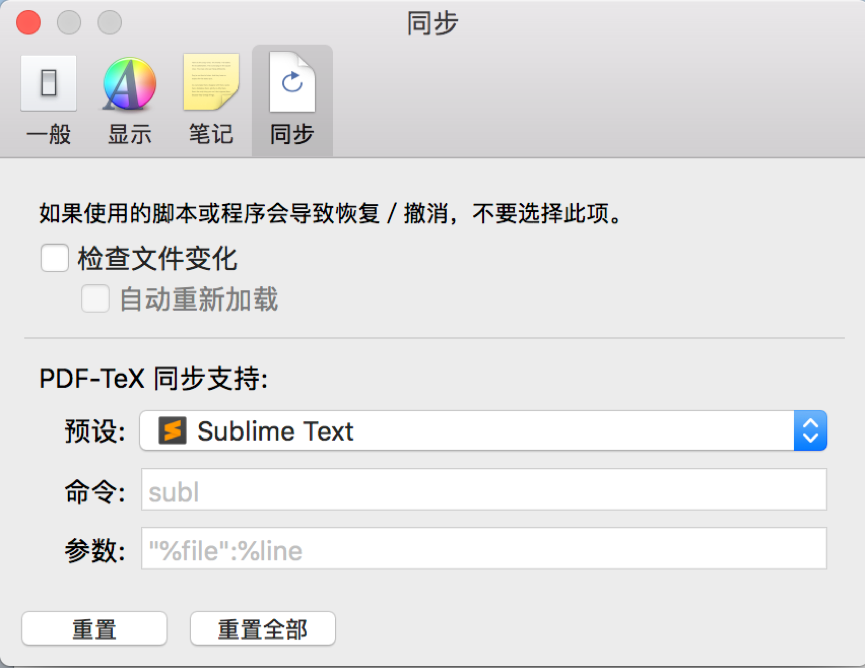 同步
一般
显示
笔记
同步
如果使用的脚本或程序会导致恢复 / 撤消，不要选择此项。
检查文件变化
自动重新加载
PDF-TeX 同步支持:
预设: Sublime Text
命令: subl
参数: "%file":%line
重置
重置全部